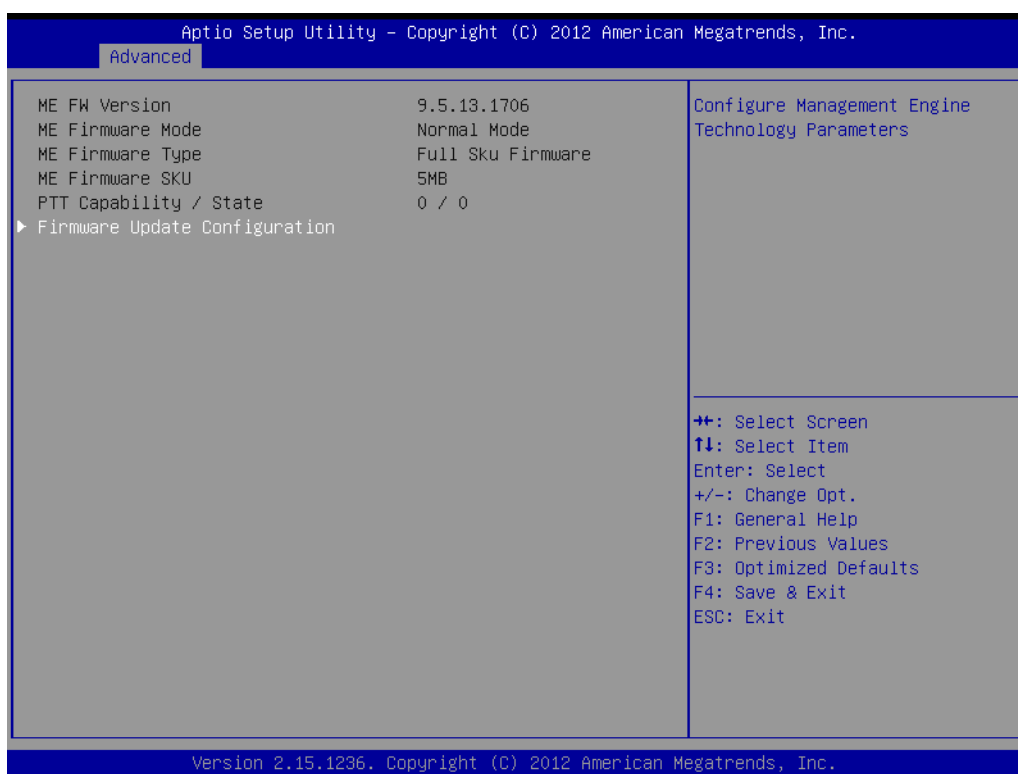 Aptio Setup Utility – Copyright (C) 2012 American Megatrends, Inc.
Advanced
ME FW Version 9.5.13.1706
ME Firmware Mode Normal Mode
ME Firmware Type Full Sku Firmware
ME Firmware SKU 5MB
PTT Capability / State 0 / 0
▶ Firmware Update Configuration
Configure Management Engine
Technology Parameters
→←: Select Screen
↑↓: Select Item
Enter: Select
+/-: Change Opt.
F1: General Help
F2: Previous Values
F3: Optimized Defaults
F4: Save & Exit
ESC: Exit
Version 2.15.1236. Copyright (C) 2012 American Megatrends, Inc.